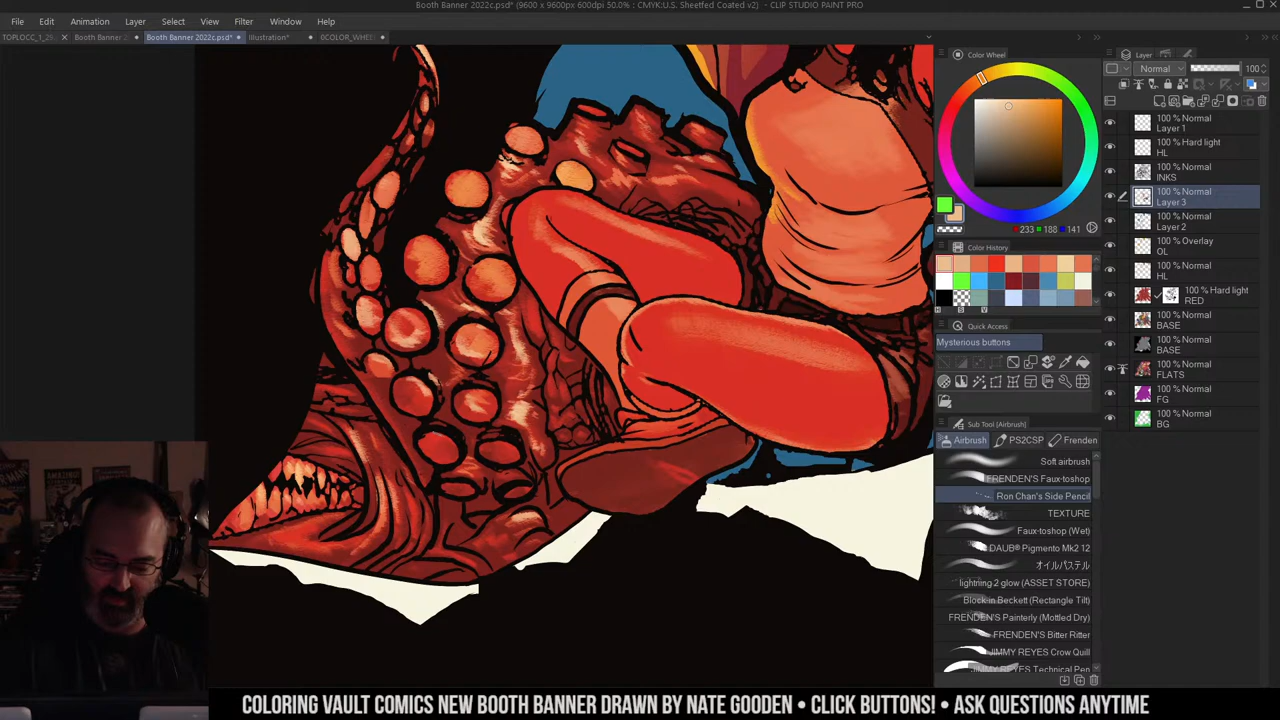 Booth Banner 2022c.psd* (9600 x 9600px 600dpi 50.0% : CMYK:U.S. Sheetfed Coated v2) - CLIP STUDIO PAINT PRO
File Edit Animation Layer Select View Filter Window Help
Booth Banner 2 Booth Banner 2022c.psd* Illustration* 0COLOR_WHEE
Color Wheel
233 188 141
Color History
H S V
Quick Access
Mysterious buttons
Sub Tool (Airbrush)
Airbrush PS2CSP Frenden
Soft airbrush
FRENDEN'S Faux-toshop
Ron Chan's Side Pencil
TEXTURE
Faux-toshop (Wet)
DAUB® Pigmento Mk2 12
オイルパステル
lightning 2 glow (ASSET STORE)
Block-in Beckett (Rectangle Tilt)
FRENDEN'S Painterly (Mottled Dry)
FRENDEN'S Bitter Ritter
JIMMY REYES Crow Quill
JIMMY REYES Technical Pen
Layer
Normal 100
100 % Normal
Layer 1
100 % Hard light
HL
100 % Normal
INKS
100 % Normal
Layer 3
100 % Normal
Layer 2
100 % Overlay
OL
100 % Normal
HL
100 % Hard light
RED
100 % Normal
BASE
100 % Normal
BASE
100 % Normal
FLATS
100 % Normal
FG
100 % Normal
BG
COLORING VAULT COMICS NEW BOOTH BANNER DRAWN BY NATE GOODEN • CLICK BUTTONS! • ASK QUESTIONS ANYTIME